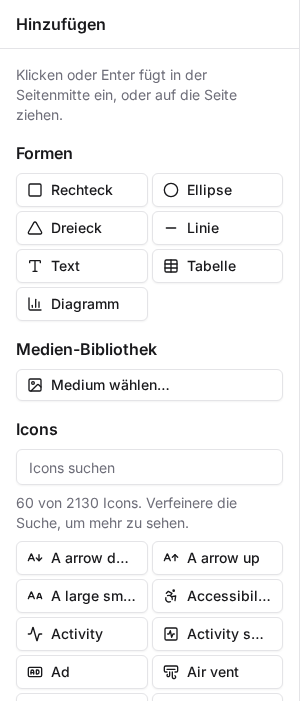 Hinzufügen
Klicken oder Enter fügt in der
Seitenmitte ein, oder auf die Seite
ziehen.
Formen
Rechteck
Ellipse
Dreieck
Linie
Text
Tabelle
Diagramm
Medien-Bibliothek
Medium wählen...
Icons
Icons suchen
60 von 2130 Icons. Verfeinere die
Suche, um mehr zu sehen.
A arrow d...
A arrow up
A large sm...
Accessibil...
Activity
Activity s...
Ad
Air vent